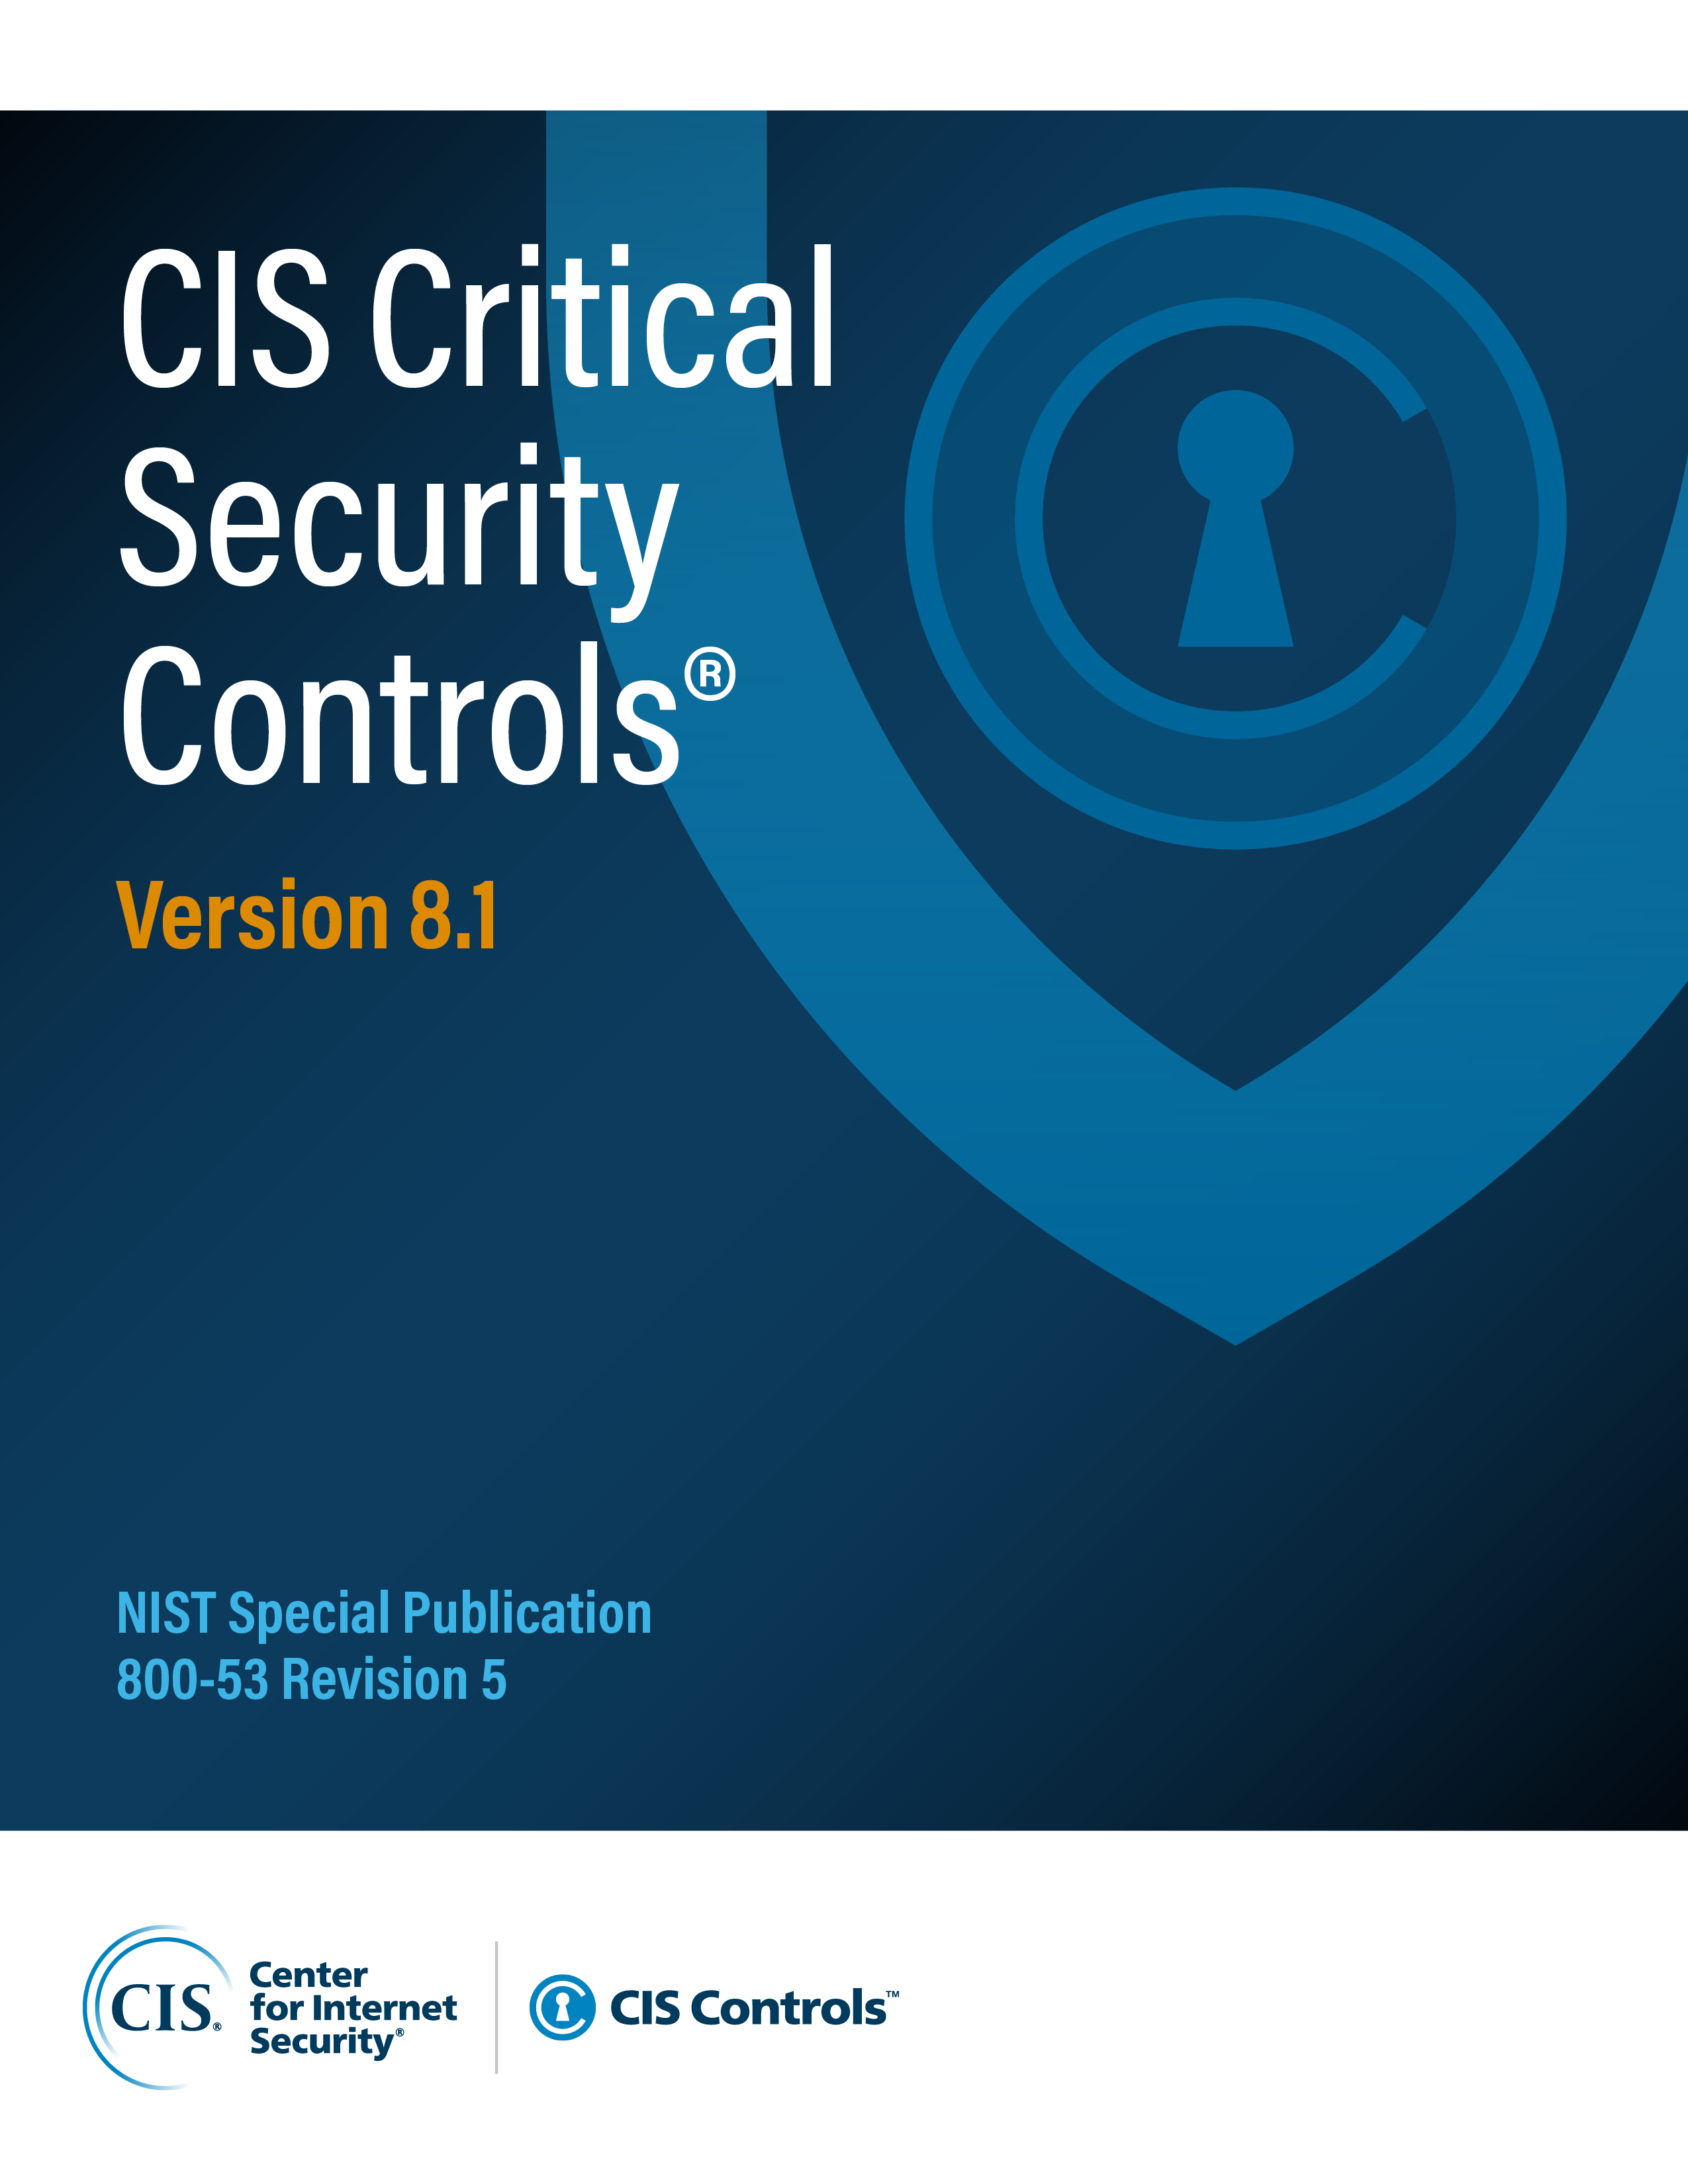 CIS Critical
Security
Controls®
Version 8.1
NIST Special Publication
800-53 Revision 5
CIS®
Center
for Internet
Security®
CIS Controls™